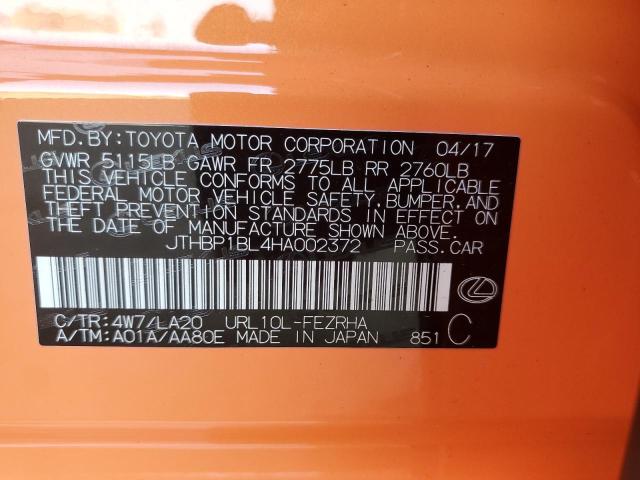 MFD.BY:TOYOTA MOTOR CORPORATION 04/17
GVWR 5115LB GAWR FR 2775LB RR 2760LB
THIS VEHICLE CONFORMS TO ALL APPLICABLE
FEDERAL MOTOR VEHICLE SAFETY,BUMPER,AND
THEFT PREVENTION STANDARDS IN EFFECT ON
THE DATE OF MANUFACTURE SHOWN ABOVE.
JTHBP1BL4HA002372 PASS.CAR
C/TR:4W7/LA20 URL10L-FEZRHA
A/TM:A01A/AA80E MADE IN JAPAN 851 C